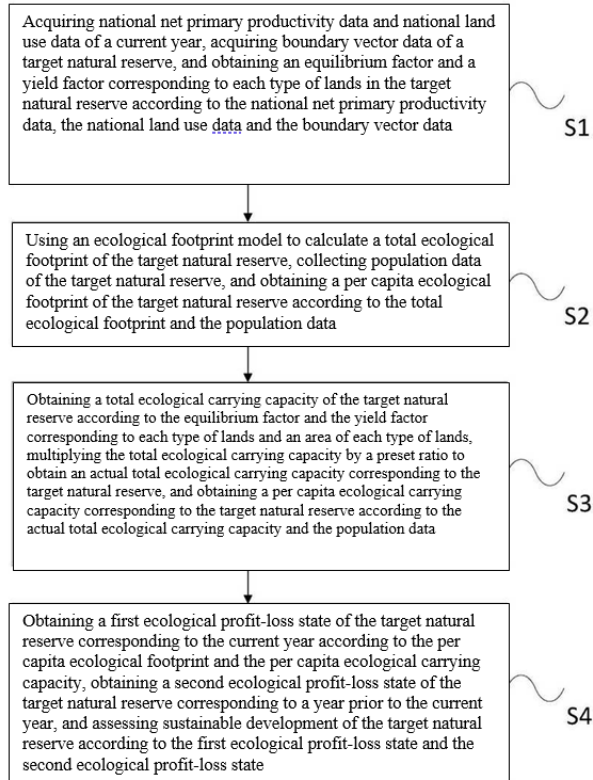 Acquiring national net primary productivity data and national land
use data of a current year, acquiring boundary vector data of a
target natural reserve, and obtaining an equilibrium factor and a
yield factor corresponding to each type of lands in the target
natural reserve according to the national net primary productivity
data, the national land use data and the boundary vector data
S1
Using an ecological footprint model to calculate a total ecological
footprint of the target natural reserve, collecting population data
of the target natural reserve, and obtaining a per capita ecological
footprint of the target natural reserve according to the total
ecological footprint and the population data
S2
Obtaining a total ecological carrying capacity of the target natural
reserve according to the equilibrium factor and the yield factor
corresponding to each type of lands and an area of each type of lands,
multiplying the total ecological carrying capacity by a preset ratio to
obtain an actual total ecological carrying capacity corresponding to the
target natural reserve, and obtaining a per capita ecological carrying
capacity corresponding to the target natural reserve according to the
actual total ecological carrying capacity and the population data
S3
Obtaining a first ecological profit-loss state of the target natural
reserve corresponding to the current year according to the per
capita ecological footprint and the per capita ecological carrying
capacity, obtaining a second ecological profit-loss state of the
target natural reserve corresponding to a year prior to the current
year, and assessing sustainable development of the target natural
reserve according to the first ecological profit-loss state and the
second ecological profit-loss state
S4